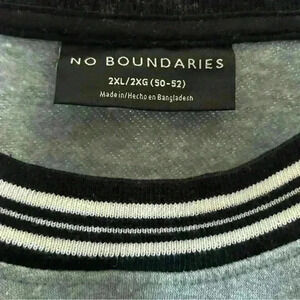 NO BOUNDARIES
2XL/2XG (50-52)
Made in/Hecho en Bangladesh